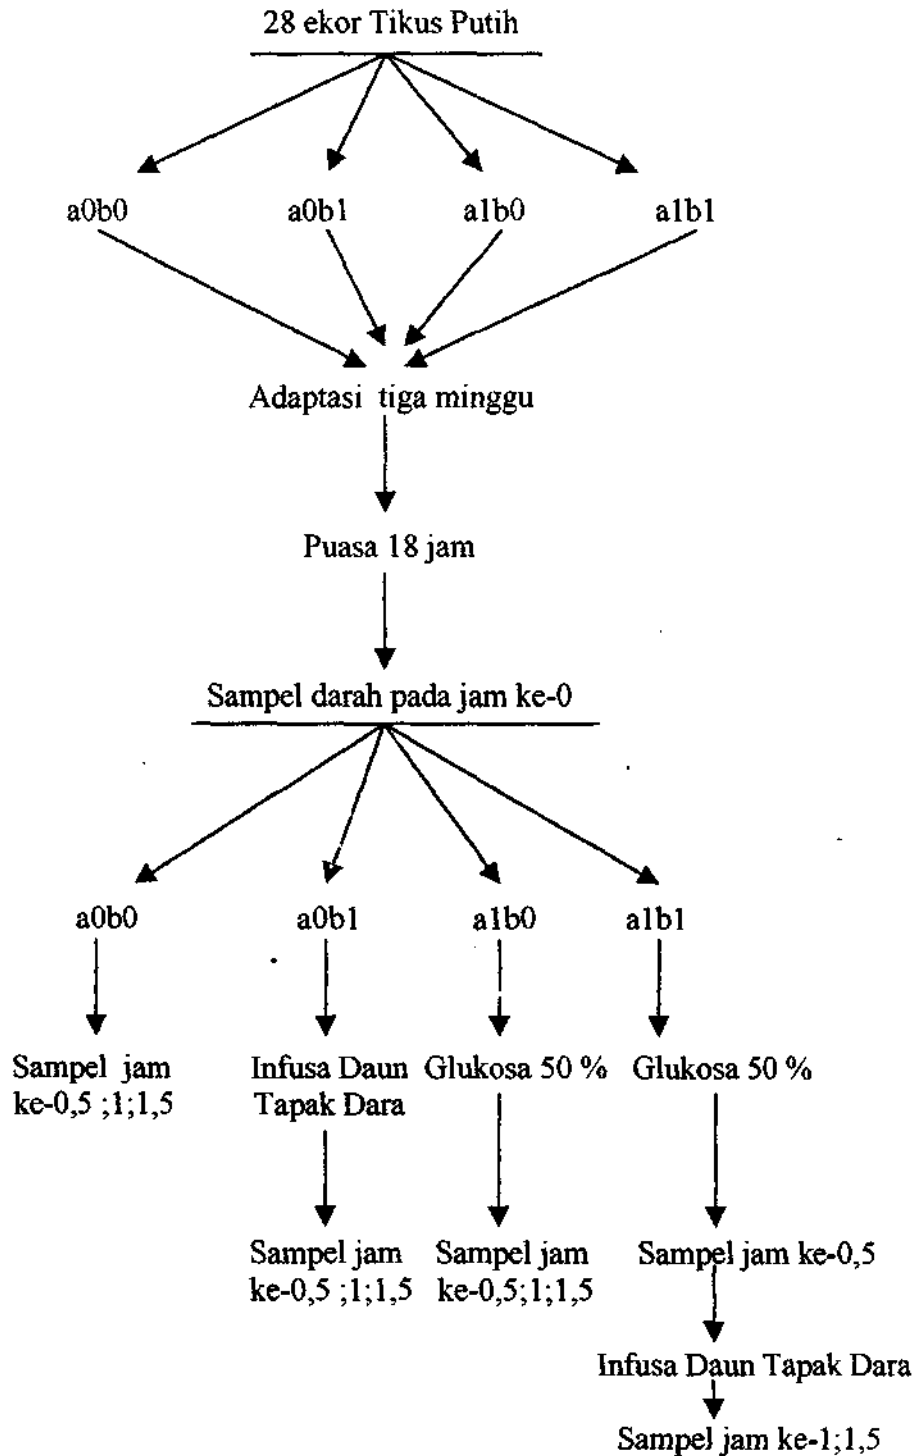 28 ekor Tikus Putih
a0b0 a0b1 a1b0 a1b1
Adaptasi tiga minggu
Puasa 18 jam
Sampel darah pada jam ke-0
a0b0 a0b1 a1b0 a1b1
Sampel jam
ke-0,5 ;1;1,5
Infusa Daun
Tapak Dara
Glukosa 50 %
Glukosa 50 %
Sampel jam
ke-0,5 ;1;1,5
Sampel jam
ke-0,5;1;1,5
Sampel jam ke-0,5
Infusa Daun Tapak Dara
Sampel jam ke-1;1,5